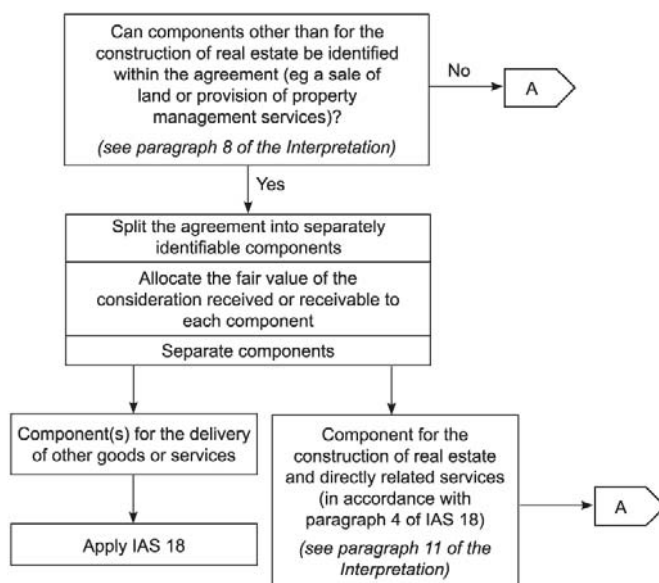 Can components other than for the
construction of real estate be identified
within the agreement (eg a sale of
land or provision of property
management services)?
(see paragraph 8 of the Interpretation)
No
A
Yes
Split the agreement into separately
identifiable components
Allocate the fair value of the
consideration received or receivable to
each component
Separate components
Component(s) for the delivery
of other goods or services
Apply IAS 18
Component for the
construction of real estate
and directly related services
(in accordance with
paragraph 4 of IAS 18)
(see paragraph 11 of the
Interpretation)
A